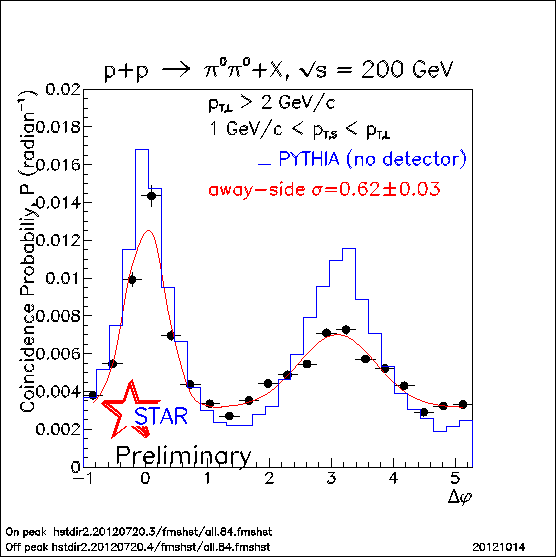 p+p → π⁰π⁰+X, √s = 200 GeV
p_T,L > 2 GeV/c
1 GeV/c < p_T,S < p_T,L
PYTHIA (no detector)
away-side σ=0.62±0.03
Coincidence Probabiliy, P (radian⁻¹)
0.02
0.018
0.016
0.014
0.012
0.01
0.008
0.006
0.004
0.002
0
STAR
Preliminary
-1 0 1 2 3 4 5
Δφ
On peak hstdir2.20120720.3/fmshst/all.84.fmshst
Off peak hstdir2.20120720.4/fmshst/all.84.fmshst
20121014